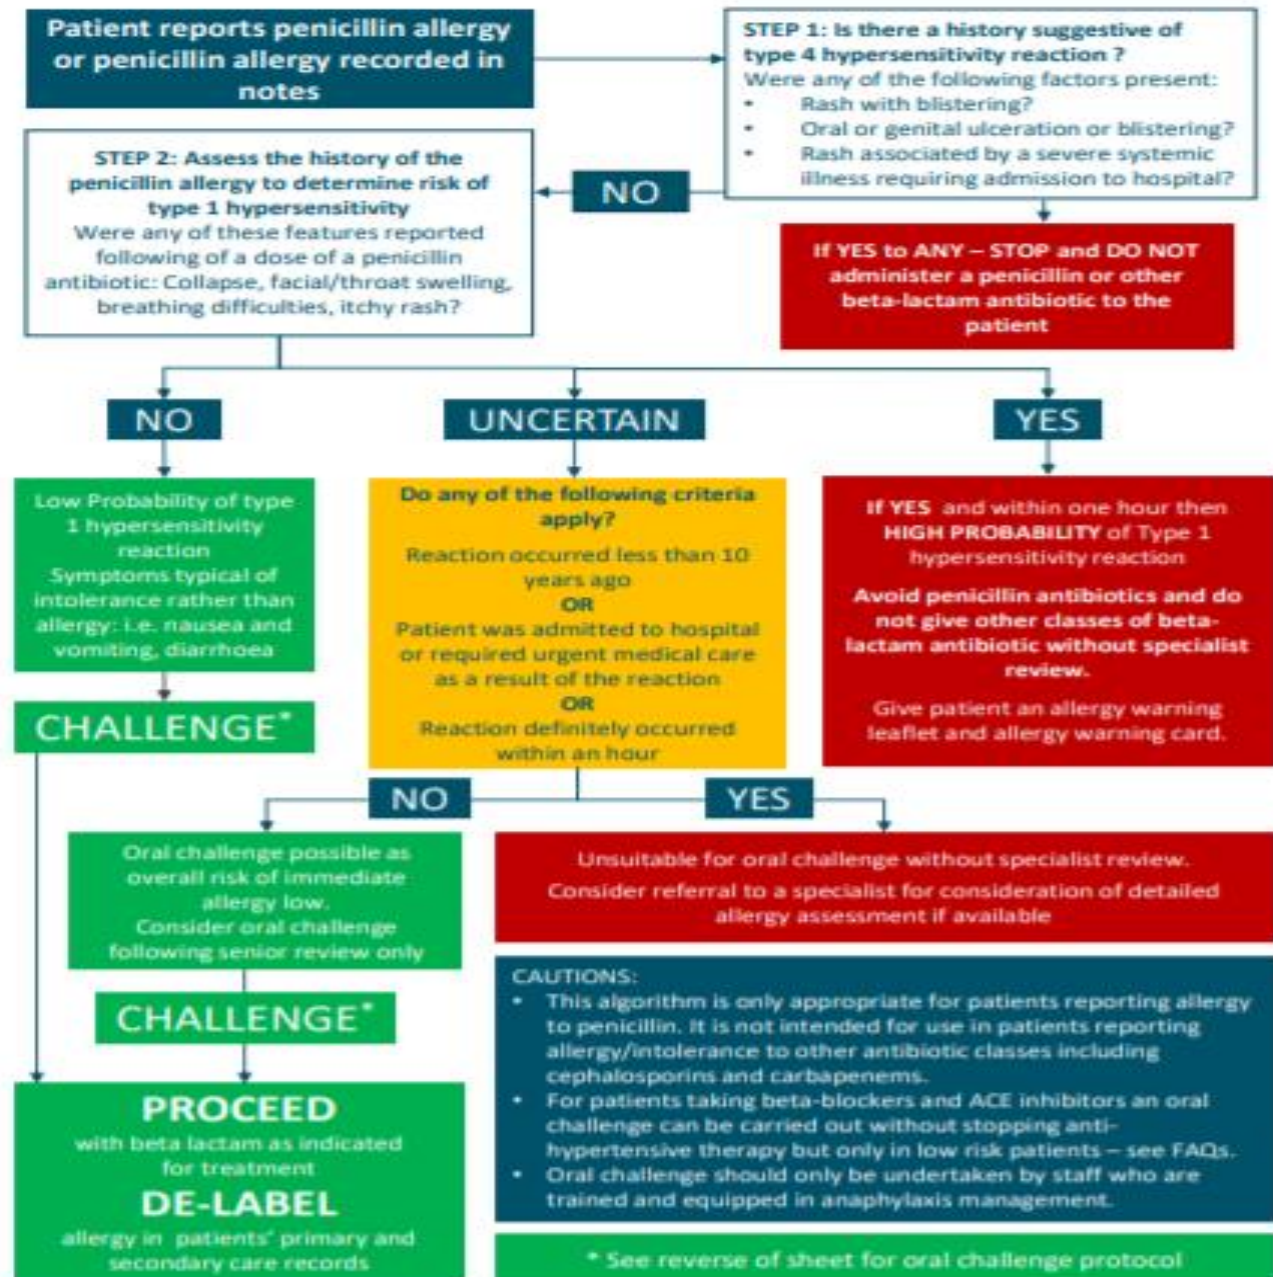 Patient reports penicillin allergy
or penicillin allergy recorded in
notes
STEP 1: Is there a history suggestive of
type 4 hypersensitivity reaction ?
Were any of the following factors present:
• Rash with blistering?
• Oral or genital ulceration or blistering?
• Rash associated by a severe systemic
illness requiring admission to hospital?
NO
If YES to ANY – STOP and DO NOT
administer a penicillin or other
beta-lactam antibiotic to the
patient
STEP 2: Assess the history of the
penicillin allergy to determine risk of
type 1 hypersensitivity
Were any of these features reported
following of a dose of a penicillin
antibiotic: Collapse, facial/throat swelling,
breathing difficulties, itchy rash?
NO
Low Probability of type
1 hypersensitivity
reaction
Symptoms typical of
intolerance rather than
allergy: i.e. nausea and
vomiting, diarrhoea
CHALLENGE*
UNCERTAIN
Do any of the following criteria
apply?
Reaction occurred less than 10
years ago
OR
Patient was admitted to hospital
or required urgent medical care
as a result of the reaction
OR
Reaction definitely occurred
within an hour
YES
If YES and within one hour then
HIGH PROBABILITY of Type 1
hypersensitivity reaction
Avoid penicillin antibiotics and do
not give other classes of beta-
lactam antibiotic without specialist
review.
Give patient an allergy warning
leaflet and allergy warning card.
NO
YES
Oral challenge possible as
overall risk of immediate
allergy low.
Consider oral challenge
following senior review only
CHALLENGE*
Unsuitable for oral challenge without specialist review.
Consider referral to a specialist for consideration of detailed
allergy assessment if available
PROCEED
with beta lactam as indicated
for treatment
DE-LABEL
allergy in patients' primary and
secondary care records
CAUTIONS:
• This algorithm is only appropriate for patients reporting allergy
to penicillin. It is not intended for use in patients reporting
allergy/intolerance to other antibiotic classes including
cephalosporins and carbapenems.
• For patients taking beta-blockers and ACE inhibitors an oral
challenge can be carried out without stopping anti-
hypertensive therapy but only in low risk patients – see FAQs.
• Oral challenge should only be undertaken by staff who are
trained and equipped in anaphylaxis management.
* See reverse of sheet for oral challenge protocol